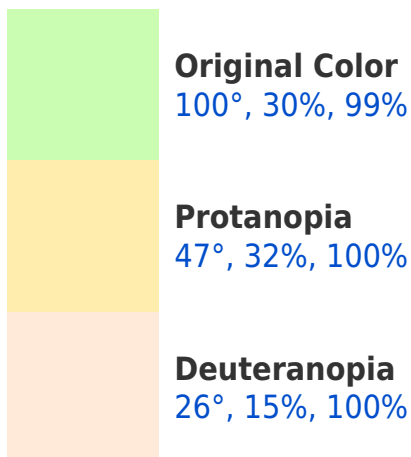 Original Color
100°, 30%, 99%
Protanopia
47°, 32%, 100%
Deuteranopia
26°, 15%, 100%